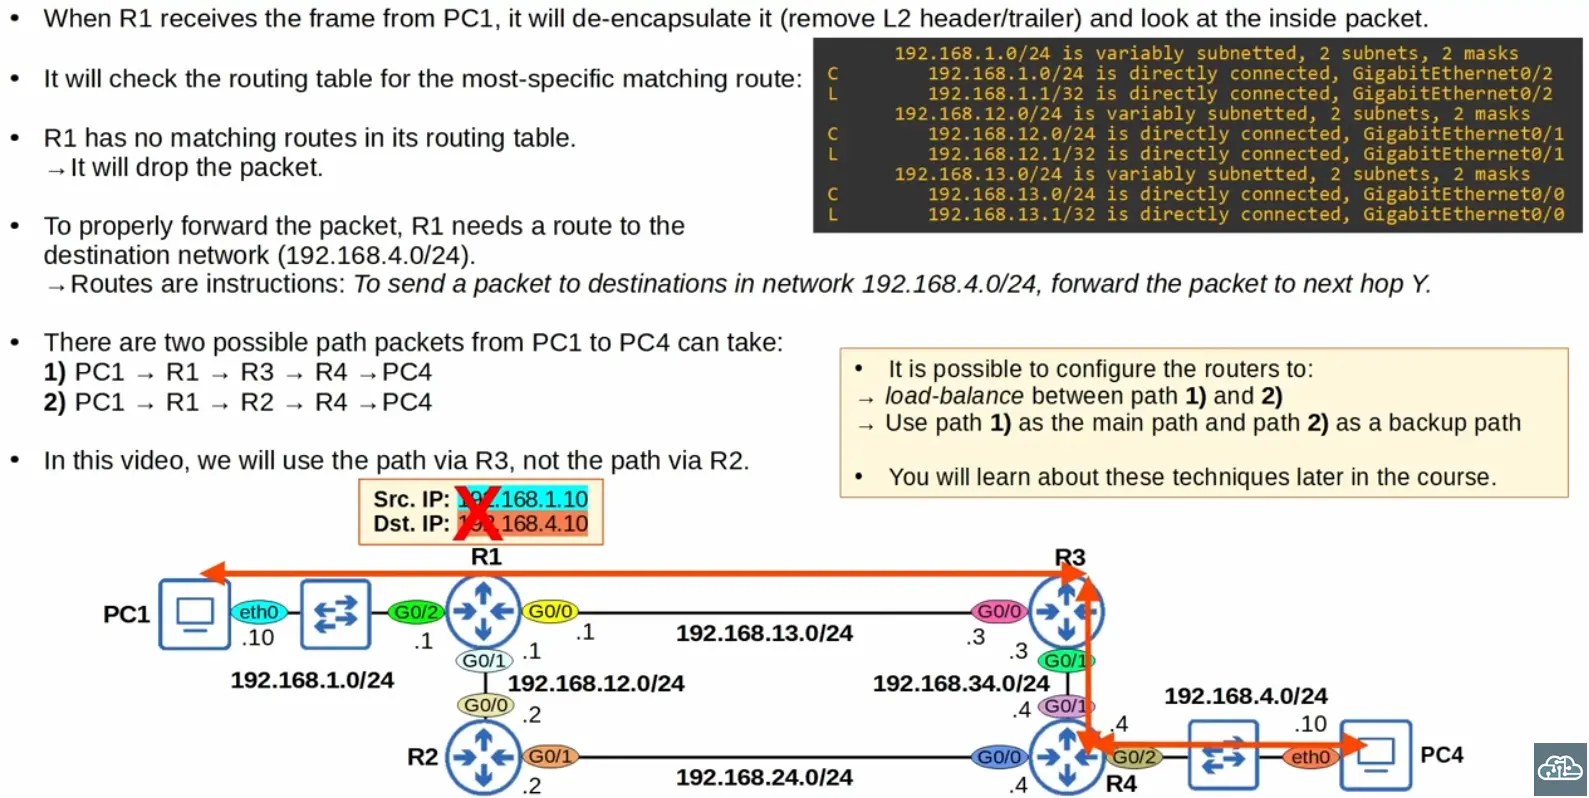 • When R1 receives the frame from PC1, it will de-encapsulate it (remove L2 header/trailer) and look at the inside packet.
• It will check the routing table for the most-specific matching route:
192.168.1.0/24 is variably subnetted, 2 subnets, 2 masks
C 192.168.1.0/24 is directly connected, GigabitEthernet0/2
L 192.168.1.1/32 is directly connected, GigabitEthernet0/2
192.168.12.0/24 is variably subnetted, 2 subnets, 2 masks
C 192.168.12.0/24 is directly connected, GigabitEthernet0/1
L 192.168.12.1/32 is directly connected, GigabitEthernet0/1
192.168.13.0/24 is variably subnetted, 2 subnets, 2 masks
C 192.168.13.0/24 is directly connected, GigabitEthernet0/0
L 192.168.13.1/32 is directly connected, GigabitEthernet0/0
• R1 has no matching routes in its routing table.
→It will drop the packet.
• To properly forward the packet, R1 needs a route to the
destination network (192.168.4.0/24).
→Routes are instructions: To send a packet to destinations in network 192.168.4.0/24, forward the packet to next hop Y.
• There are two possible path packets from PC1 to PC4 can take:
1) PC1 → R1 → R3 → R4 →PC4
2) PC1 → R1 → R2 → R4 →PC4
• In this video, we will use the path via R3, not the path via R2.
• It is possible to configure the routers to:
→ load-balance between path 1) and 2)
→ Use path 1) as the main path and path 2) as a backup path
• You will learn about these techniques later in the course.
Src. IP: 192.168.1.10
Dst. IP: 192.168.4.10
R1
R3
PC1
eth0
G0/2
G0/0
G0/0
.10
.1
.1
.3
192.168.13.0/24
G0/1
.1
.3
G0/1
192.168.1.0/24
192.168.12.0/24
192.168.34.0/24
192.168.4.0/24
G0/0
.2
.4
G0/1
.4
.10
R2
G0/1
G0/0
G0/2
eth0
PC4
.2
192.168.24.0/24
.4
R4